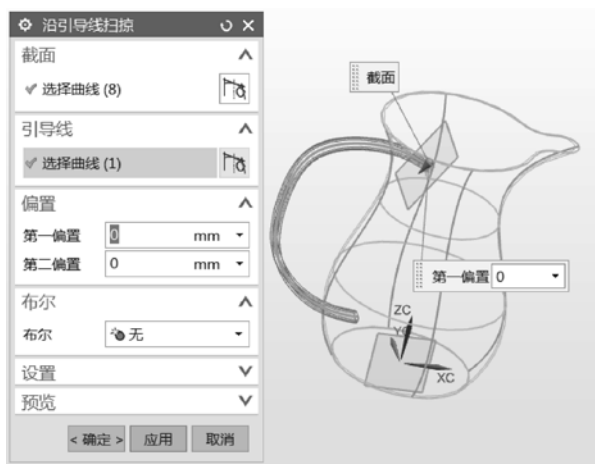 沿引导线扫掠
截面
选择曲线 (8)
引导线
选择曲线 (1)
偏置
第一偏置 0 mm
第二偏置 0 mm
布尔
布尔 无
设置
预览
< 确定 > 应用 取消
截面
第一偏置 0
ZC
XC